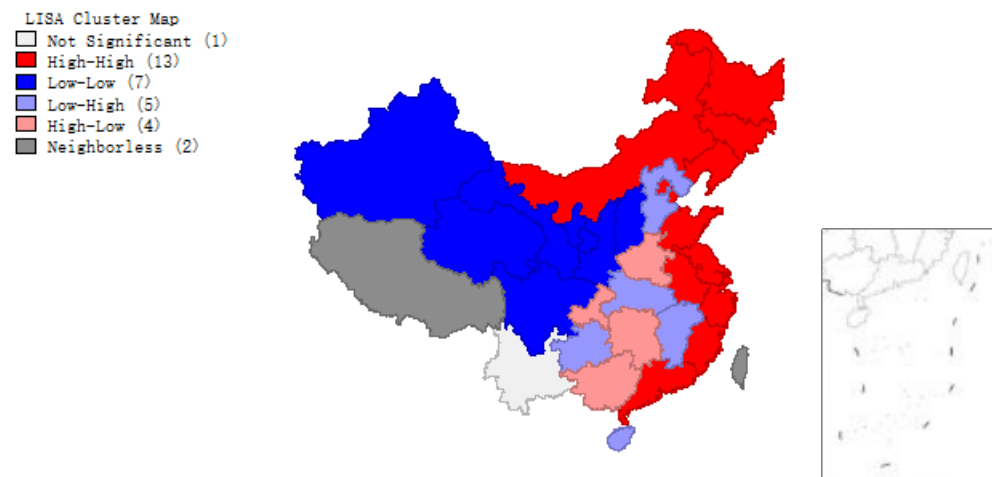 LISA Cluster Map
Not Significant (1)
High-High (13)
Low-Low (7)
Low-High (5)
High-Low (4)
Neighborless (2)